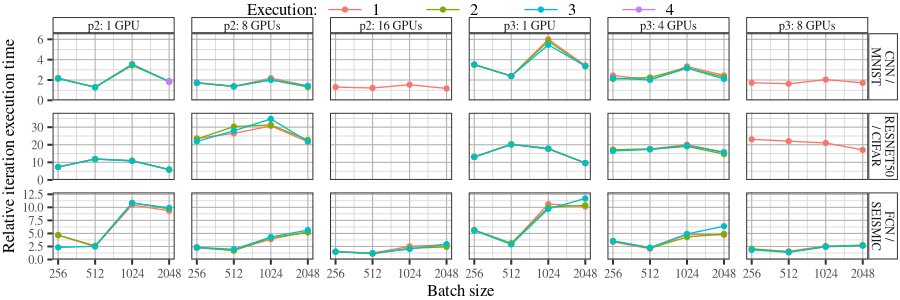 Execution: 1 2 3 4
p2: 1 GPU p2: 8 GPUs p2: 16 GPUs p3: 1 GPU p3: 4 GPUs p3: 8 GPUs
Relative iteration execution time
6
4
2
0
CNN /
MNIST
30
20
10
0
RESNET50
/ CIFAR
12.5
10.0
7.5
5.0
2.5
0.0
FCN /
SEISMIC
256 512 1024 2048 256 512 1024 2048 256 512 1024 2048 256 512 1024 2048 256 512 1024 2048 256 512 1024 2048
Batch size